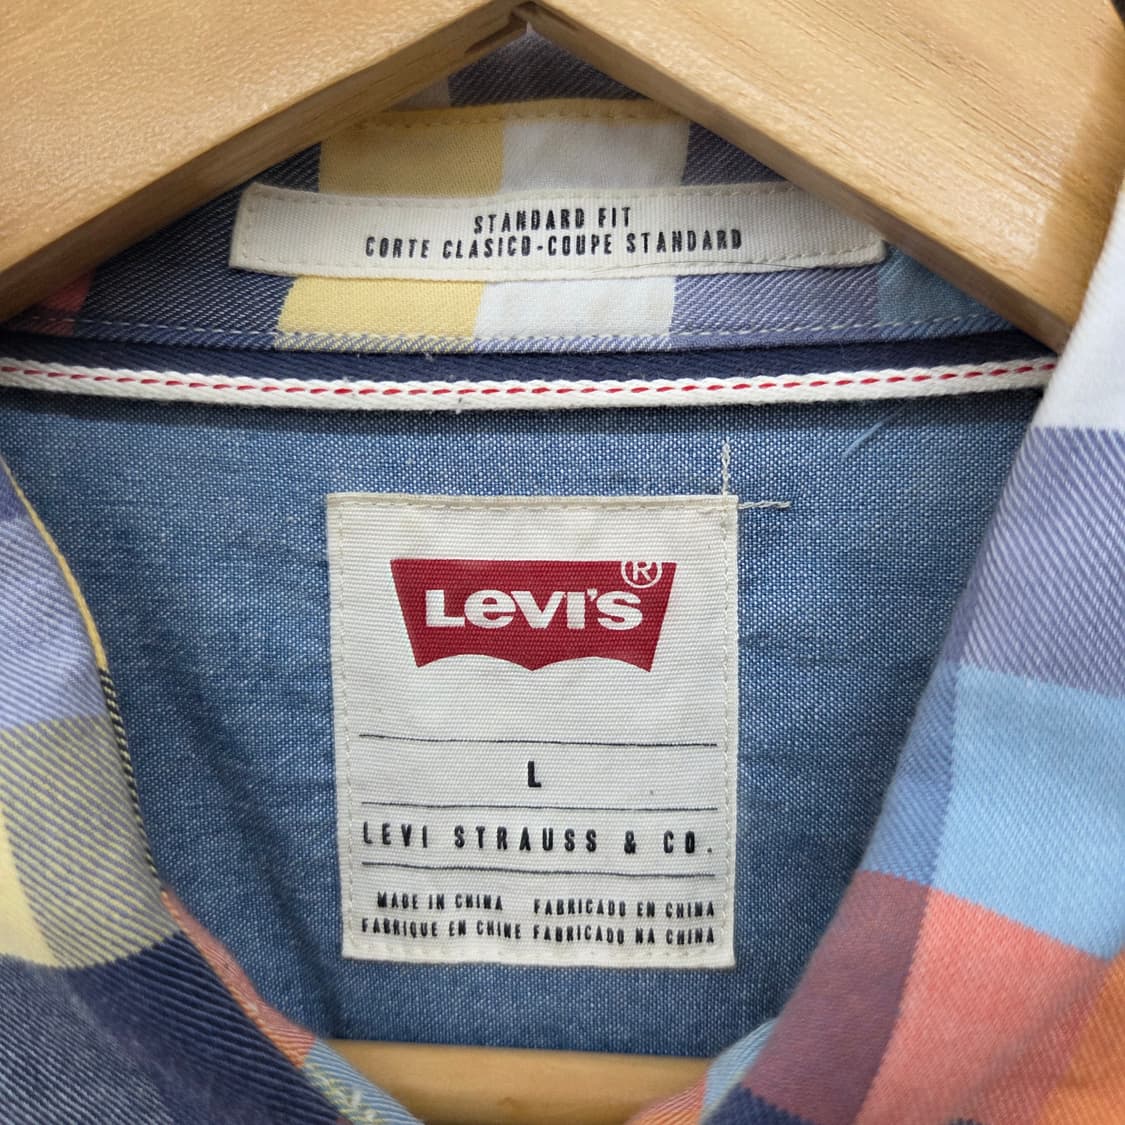 STANDARD FIT
CORTE CLASICO-COUPE STANDARD
LEVI'S®
L
LEVI STRAUSS & CO.
MADE IN CHINA FABRICADO EN CHINA
FABRIQUE EN CHINE FABRICADO NA CHINA